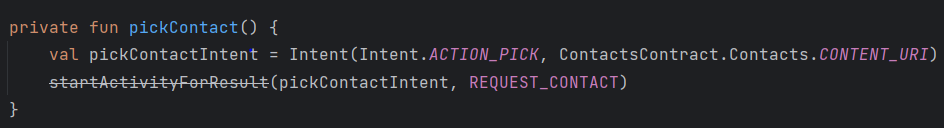 private fun pickContact() {
    val pickContactIntent = Intent(Intent.ACTION_PICK, ContactsContract.Contacts.CONTENT_URI)
    startActivityForResult(pickContactIntent, REQUEST_CONTACT)
}